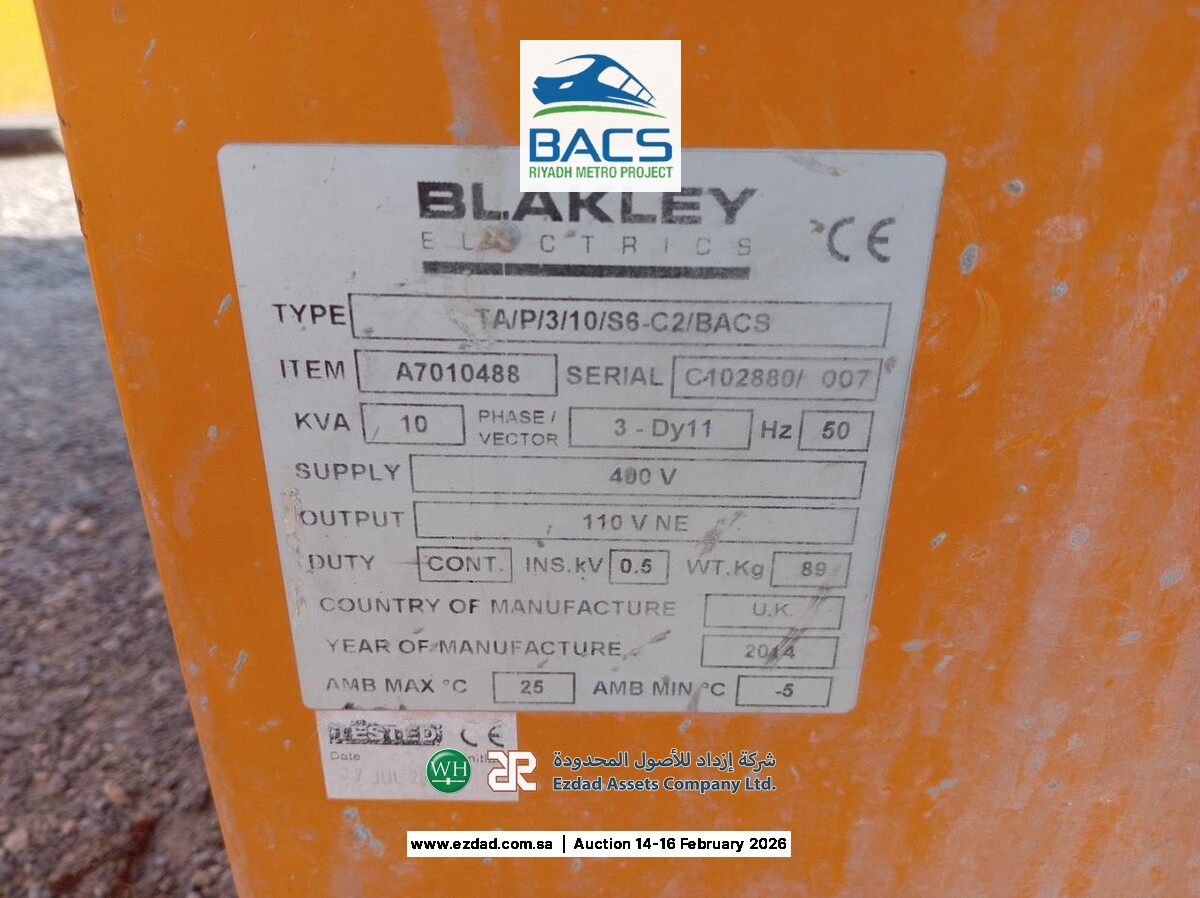 BACS
RIYADH METRO PROJECT
BLAKLEY
ELECTRICS CE
TYPE TA/P/3/10/S6-C2/BACS
ITEM A7010488 SERIAL C102880/ 007
KVA 10 PHASE / VECTOR 3 - Dy11 Hz 50
SUPPLY 400 V
OUTPUT 110 V NE
DUTY CONT. INS.kV 0.5 WT.Kg 89
COUNTRY OF MANUFACTURE U.K.
YEAR OF MANUFACTURE 2014
AMB MAX °C 25 AMB MIN °C -5
TESTED CE
Date
JUL
WH
شركة إزداد للأصول المحدودة
Ezdad Assets Company Ltd.
www.ezdad.com.sa | Auction 14-16 February 2026